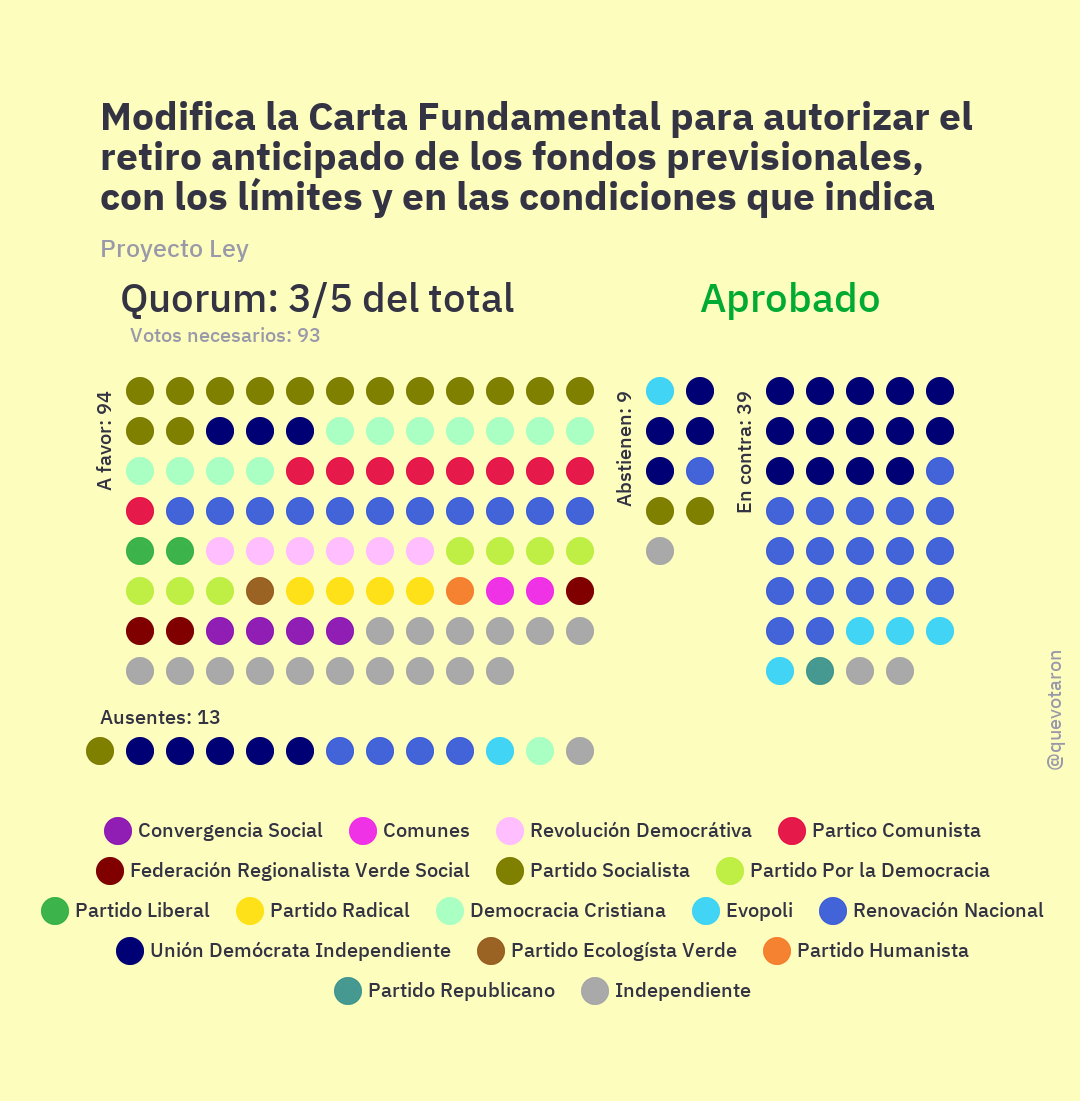 Modifica la Carta Fundamental para autorizar el
retiro anticipado de los fondos previsionales,
con los límites y en las condiciones que indica
Proyecto Ley
Quorum: 3/5 del total
Aprobado
Votos necesarios: 93
A favor: 94
Abstienen: 9
En contra: 39
Ausentes: 13
@quevotaron
Convergencia Social
Comunes
Revolución Democrátiva
Partico Comunista
Federación Regionalista Verde Social
Partido Socialista
Partido Por la Democracia
Partido Liberal
Partido Radical
Democracia Cristiana
Evopoli
Renovación Nacional
Unión Demócrata Independiente
Partido Ecologísta Verde
Partido Humanista
Partido Republicano
Independiente